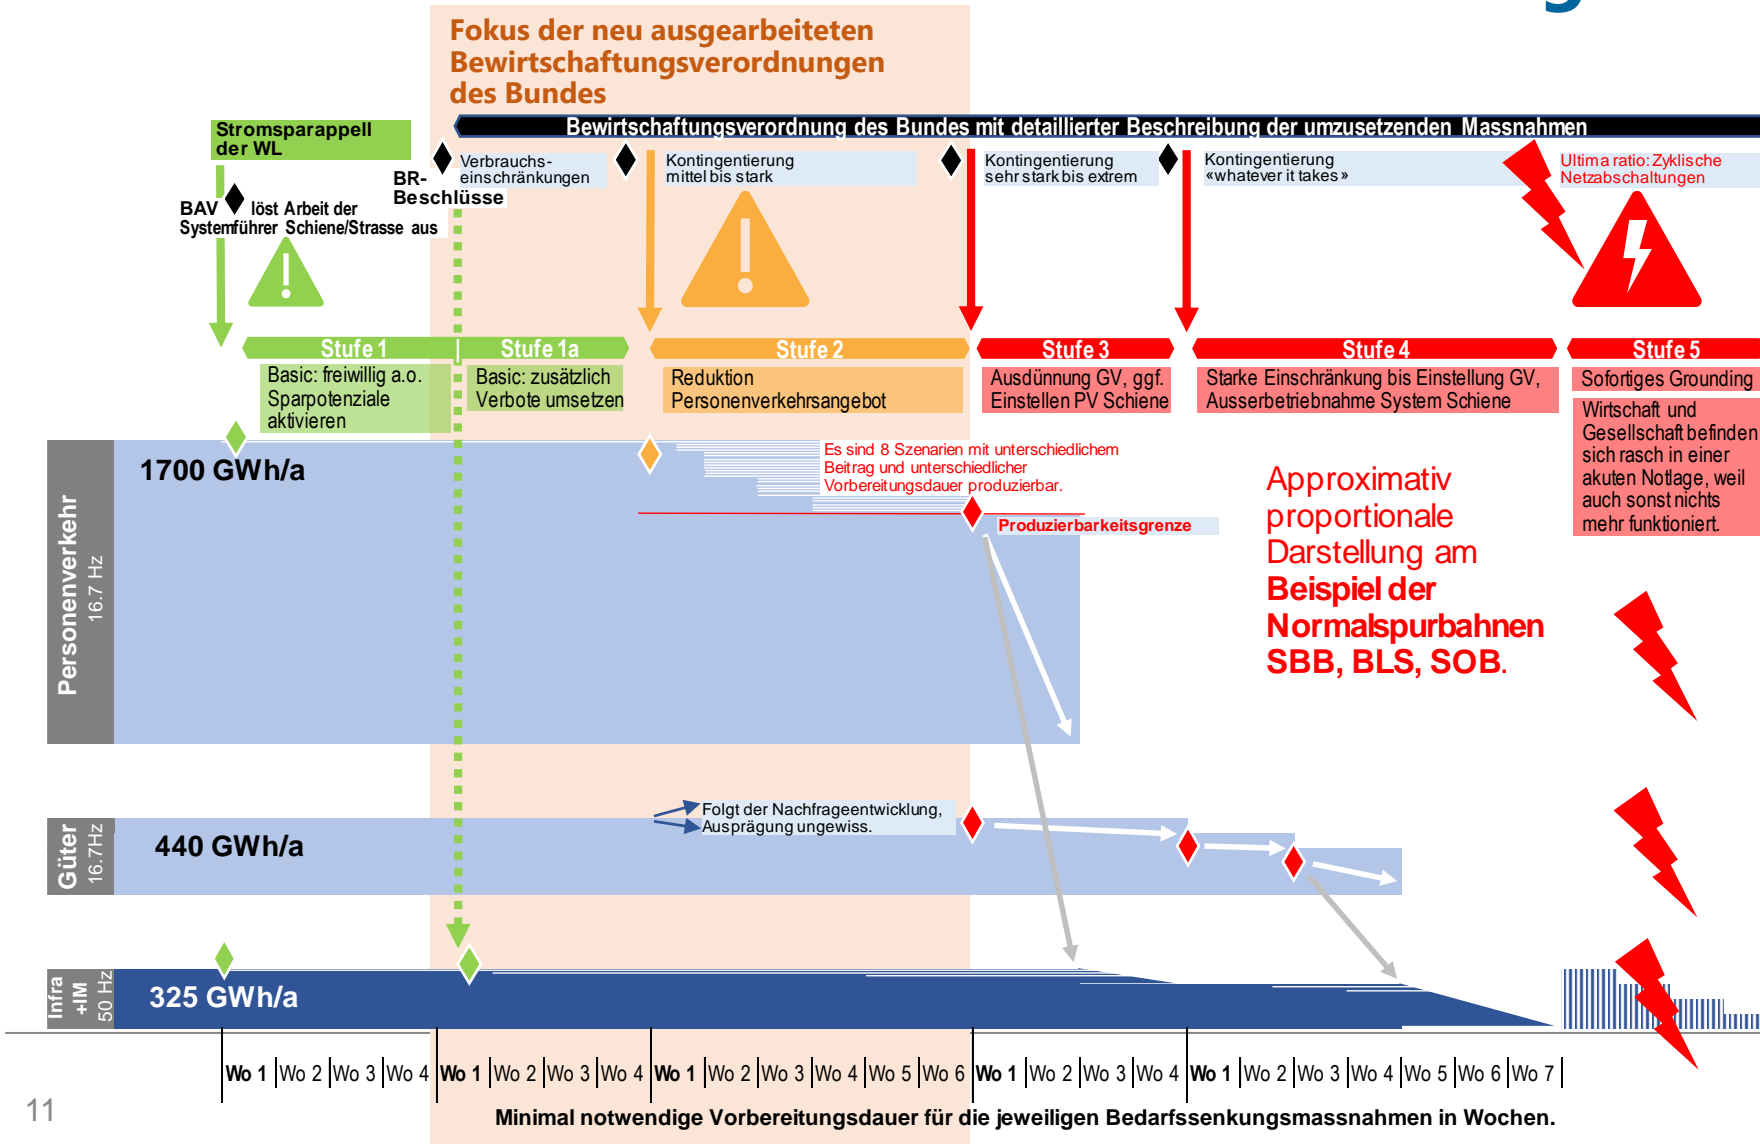 Fokus der neu ausgearbeiteten
Bewirtschaftungsverordnungen
des Bundes
Stromsparappell
der WL
Bewirtschaftungsverordnung des Bundes mit detaillierter Beschreibung der umzusetzenden Massnahmen
BR-
Beschlüsse
Verbrauchs-
einschränkungen
Kontingentierung
mittel bis stark
Kontingentierung
sehr stark bis extrem
Kontingentierung
«whatever it takes»
Ultima ratio: Zyklische
Netzabschaltungen
BAV löst Arbeit der
Systemführer Schiene/Strasse aus
Stufe 1
Stufe 1a
Stufe 2
Stufe 3
Stufe 4
Stufe 5
Basic: freiwillig a.o.
Sparpotenziale
aktivieren
Basic: zusätzlich
Verbote umsetzen
Reduktion
Personenverkehrsangebot
Ausdünnung GV, ggf.
Einstellen PV Schiene
Starke Einschränkung bis Einstellung GV,
Ausserbetriebnahme System Schiene
Sofortiges Grounding
Wirtschaft und
Gesellschaft befinden
sich rasch in einer
akuten Notlage, weil
auch sonst nichts
mehr funktioniert.
Personenverkehr
16.7 Hz
1700 GWh/a
Es sind 8 Szenarien mit unterschiedlichem
Beitrag und unterschiedlicher
Vorbereitungsdauer produzierbar.
Produzierbarkeitsgrenze
Approximativ
proportionale
Darstellung am
Beispiel der
Normalspurbahnen
SBB, BLS, SOB.
Güter
16.7Hz
440 GWh/a
Folgt der Nachfrageentwicklung,
Ausprägung ungewiss.
Infra
+IM
50 Hz
325 GWh/a
Wo 1 Wo 2 Wo 3 Wo 4 Wo 1 Wo 2 Wo 3 Wo 4 Wo 1 Wo 2 Wo 3 Wo 4 Wo 5 Wo 6 Wo 1 Wo 2 Wo 3 Wo 4 Wo 1 Wo 2 Wo 3 Wo 4 Wo 5 Wo 6 Wo 7
Minimal notwendige Vorbereitungsdauer für die jeweiligen Bedarfssenkungsmassnahmen in Wochen.
11